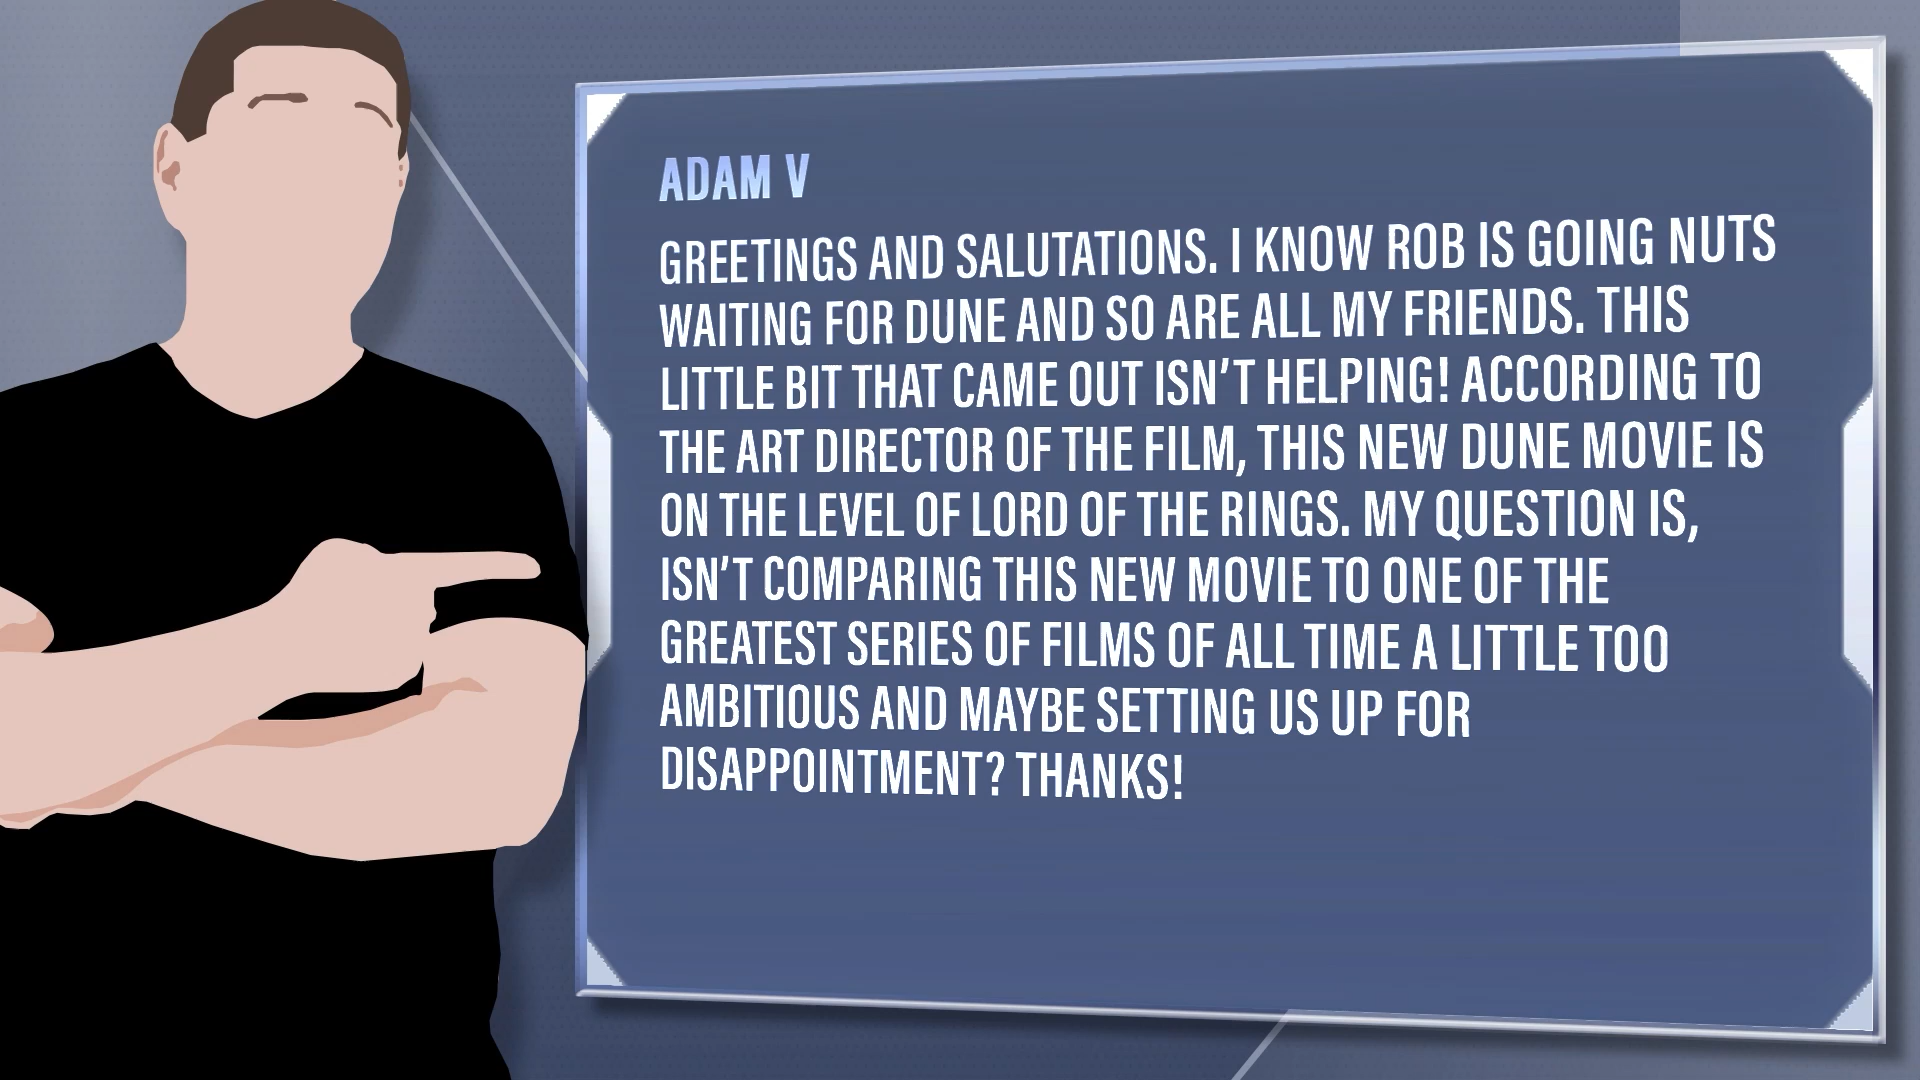 ADAM V
GREETINGS AND SALUTATIONS. I KNOW ROB IS GOING NUTS
WAITING FOR DUNE AND SO ARE ALL MY FRIENDS. THIS
LITTLE BIT THAT CAME OUT ISN'T HELPING! ACCORDING TO
THE ART DIRECTOR OF THE FILM, THIS NEW DUNE MOVIE IS
ON THE LEVEL OF LORD OF THE RINGS. MY QUESTION IS,
ISN'T COMPARING THIS NEW MOVIE TO ONE OF THE
GREATEST SERIES OF FILMS OF ALL TIME A LITTLE TOO
AMBITIOUS AND MAYBE SETTING US UP FOR
DISAPPOINTMENT? THANKS!